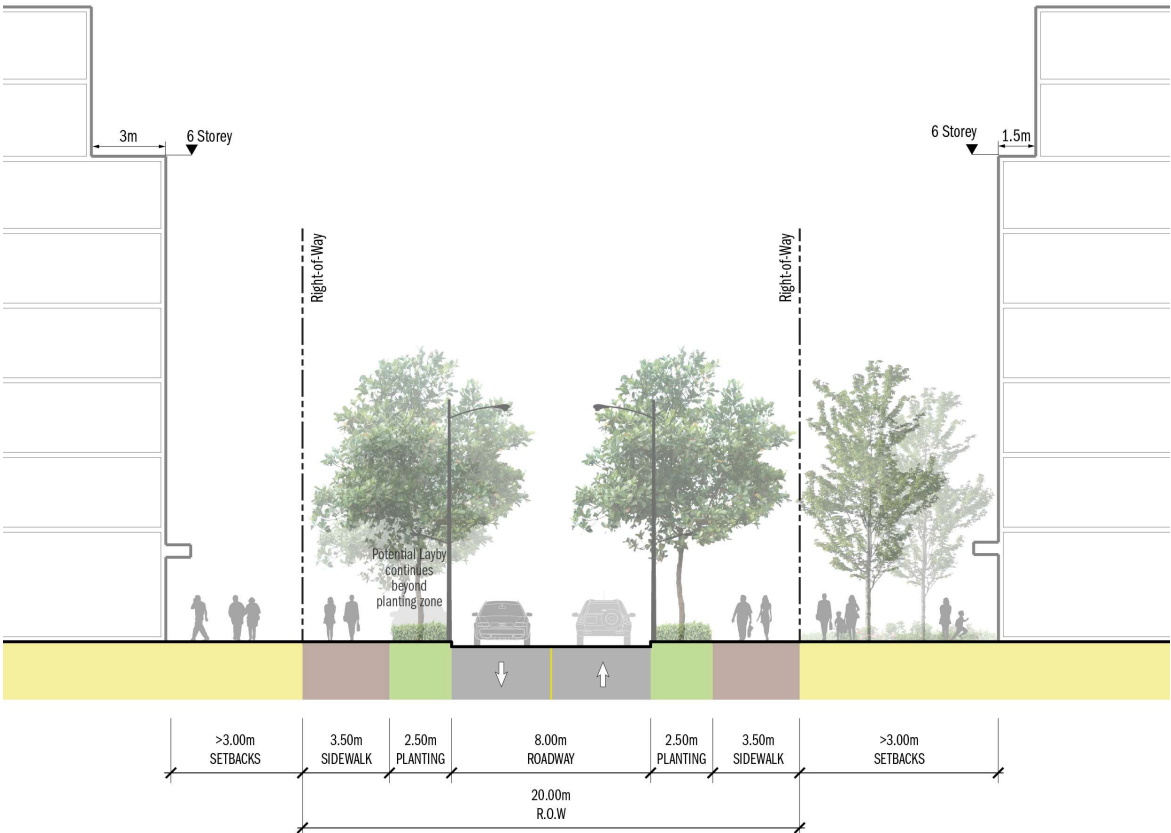 3m
6 Storey
6 Storey
1.5m
Right-of-Way
Right-of-Way
Potential Layby
continues
beyond
planting zone
>3.00m
SETBACKS
3.50m
SIDEWALK
2.50m
PLANTING
8.00m
ROADWAY
2.50m
PLANTING
3.50m
SIDEWALK
>3.00m
SETBACKS
20.00m
R.O.W